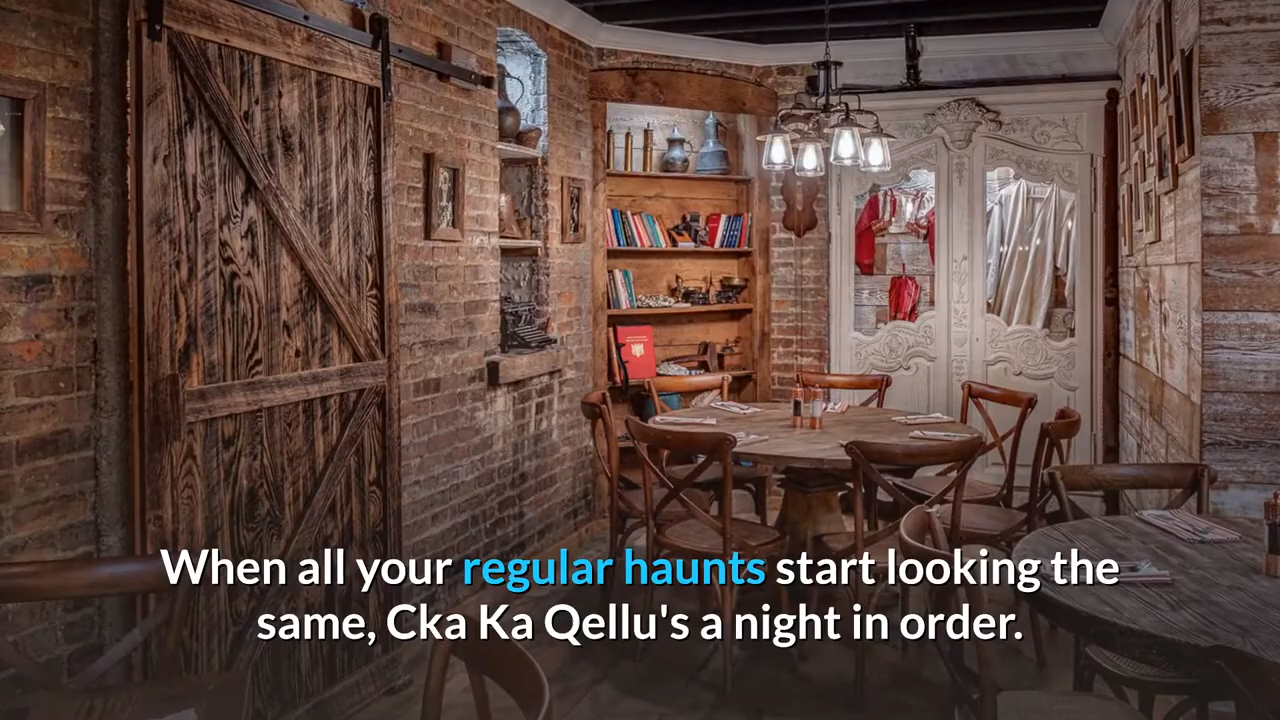 When all your regular haunts start looking the
same, Cka Ka Qellu's a night in order.